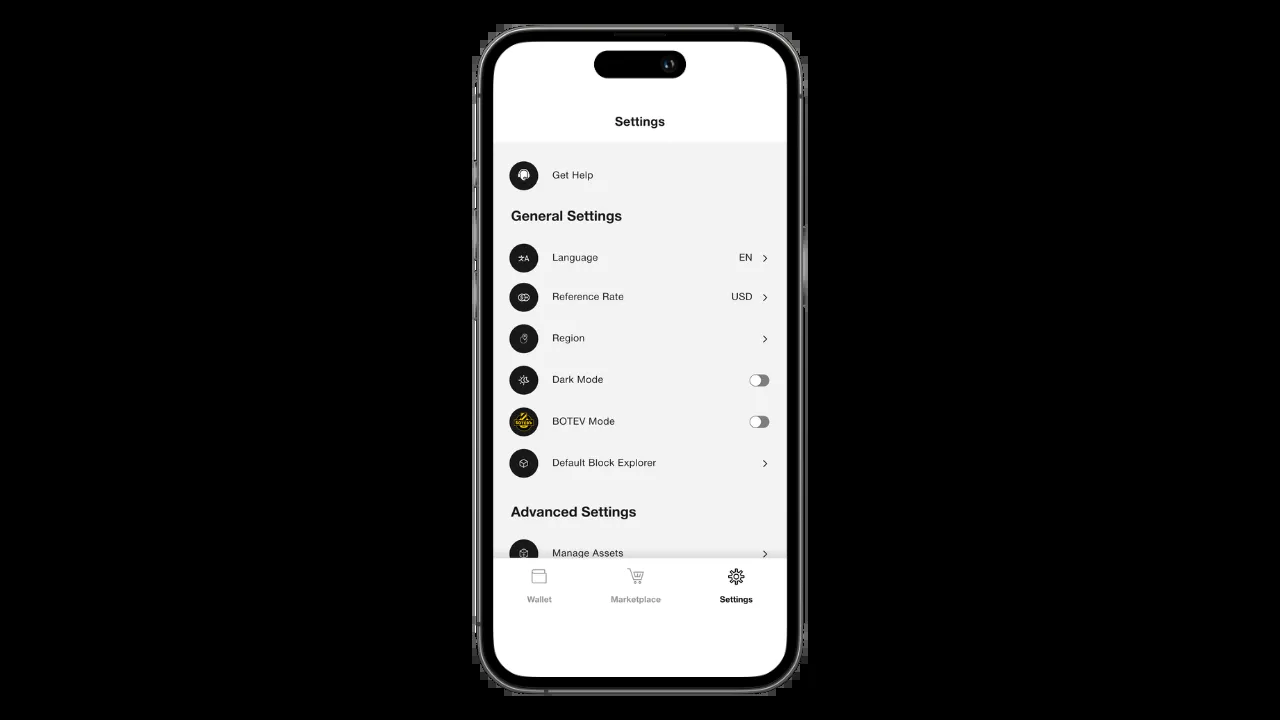 Settings
Get Help
General Settings
Language EN
Reference Rate USD
Region
Dark Mode
BOTEV Mode
Default Block Explorer
Advanced Settings
Manage Assets
Wallet Marketplace Settings